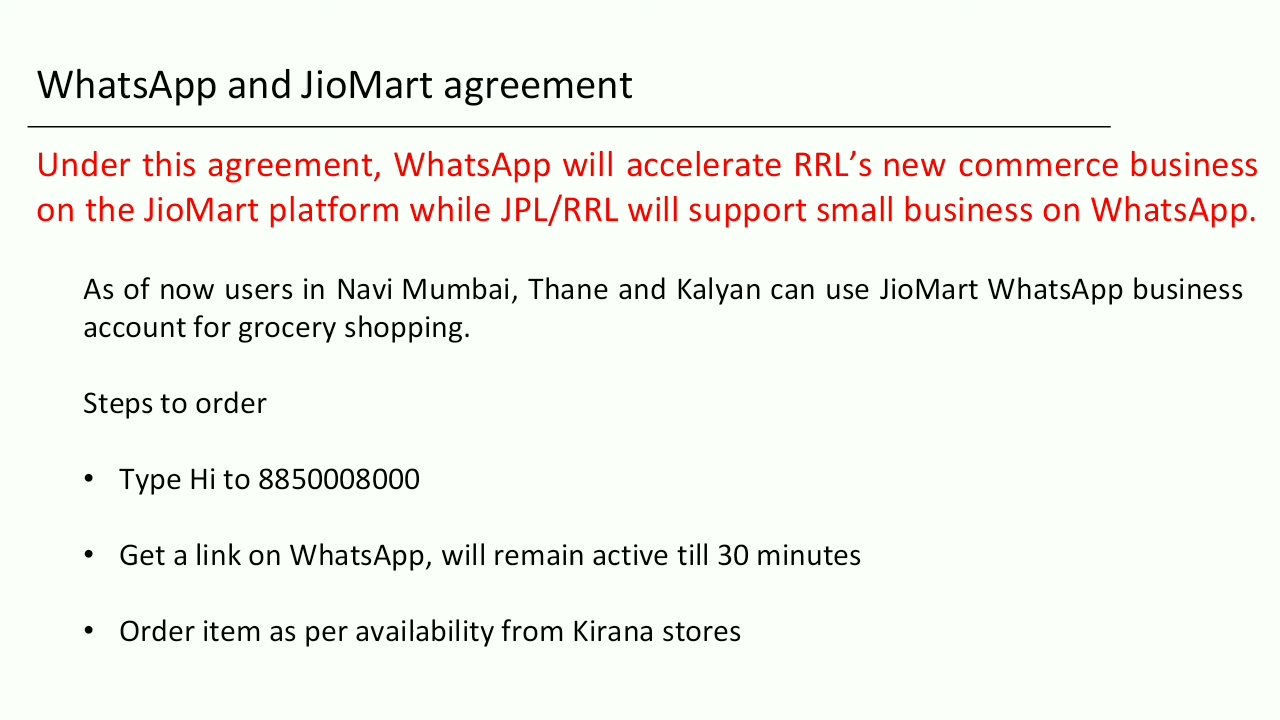 WhatsApp and JioMart agreement
Under this agreement, WhatsApp will accelerate RRL’s new commerce business
on the JioMart platform while JPL/RRL will support small business on WhatsApp.
As of now users in Navi Mumbai, Thane and Kalyan can use JioMart WhatsApp business
account for grocery shopping.
Steps to order
• Type Hi to 8850008000
• Get a link on WhatsApp, will remain active till 30 minutes
• Order item as per availability from Kirana stores